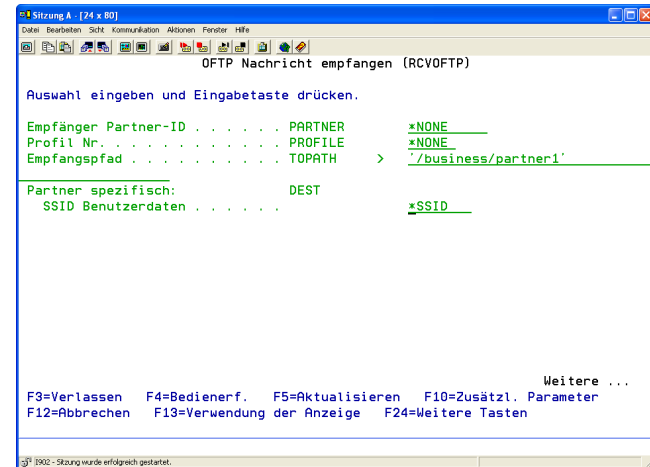 Sitzung A - [24 x 80]
Datei Bearbeiten Sicht Kommunikation Aktionen Fenster Hilfe
OFTP Nachricht empfangen (RCVOFTP)
Auswahl eingeben und Eingabetaste drücken.
Empfänger Partner-ID . . . . . . PARTNER *NONE
Profil Nr. . . . . . . . . . . . PROFILE *NONE
Empfangspfad . . . . . . . . . . TOPATH > '/business/partner1'
Partner spezifisch: DEST
SSID Benutzerdaten . . . . . . *SSID
Weitere ...
F3=Verlassen F4=Bedienerf. F5=Aktualisieren F10=Zusätzl. Parameter
F12=Abbrechen F13=Verwendung der Anzeige F24=Weitere Tasten
I902 - Sitzung wurde erfolgreich gestartet.